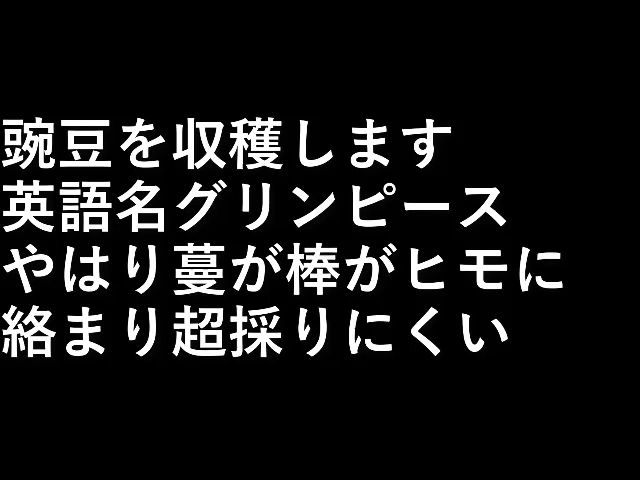 豌豆を収穫します
英語名グリンピース
やはり蔓が棒がヒモに
絡まり超採りにくい